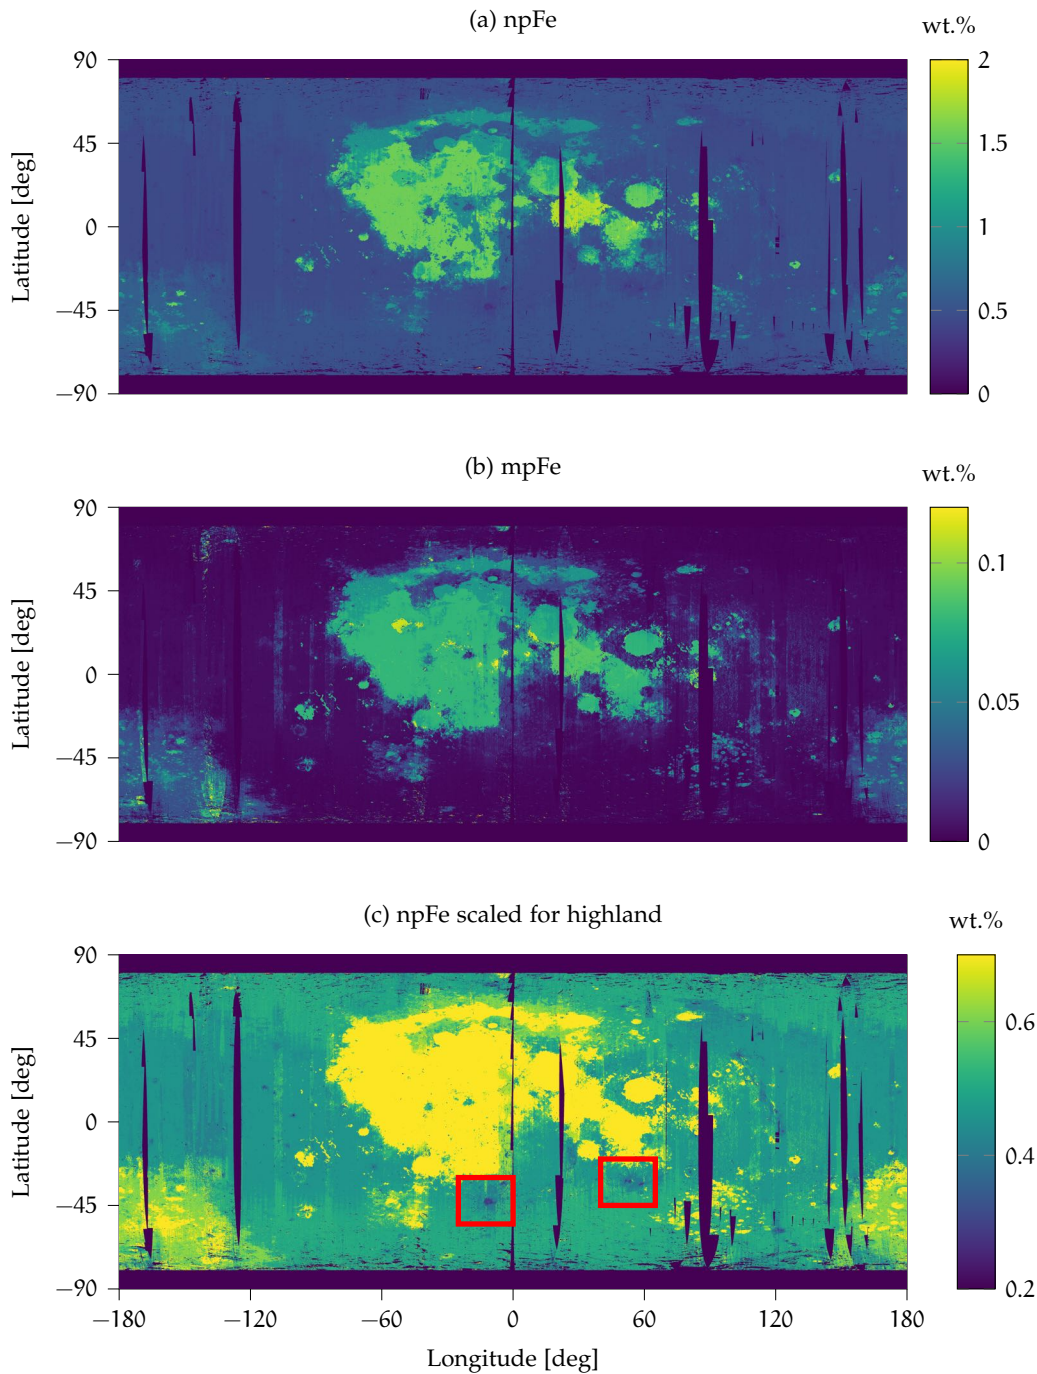 (a) npFe
wt.%
90
45
0
−45
−90
Latitude [deg]
2
1.5
1
0.5
0
(b) mpFe
wt.%
90
45
0
−45
−90
Latitude [deg]
0.1
0.05
0
(c) npFe scaled for highland
wt.%
90
45
0
−45
−90
Latitude [deg]
0.6
0.4
0.2
−180 −120 −60 0 60 120 180
Longitude [deg]